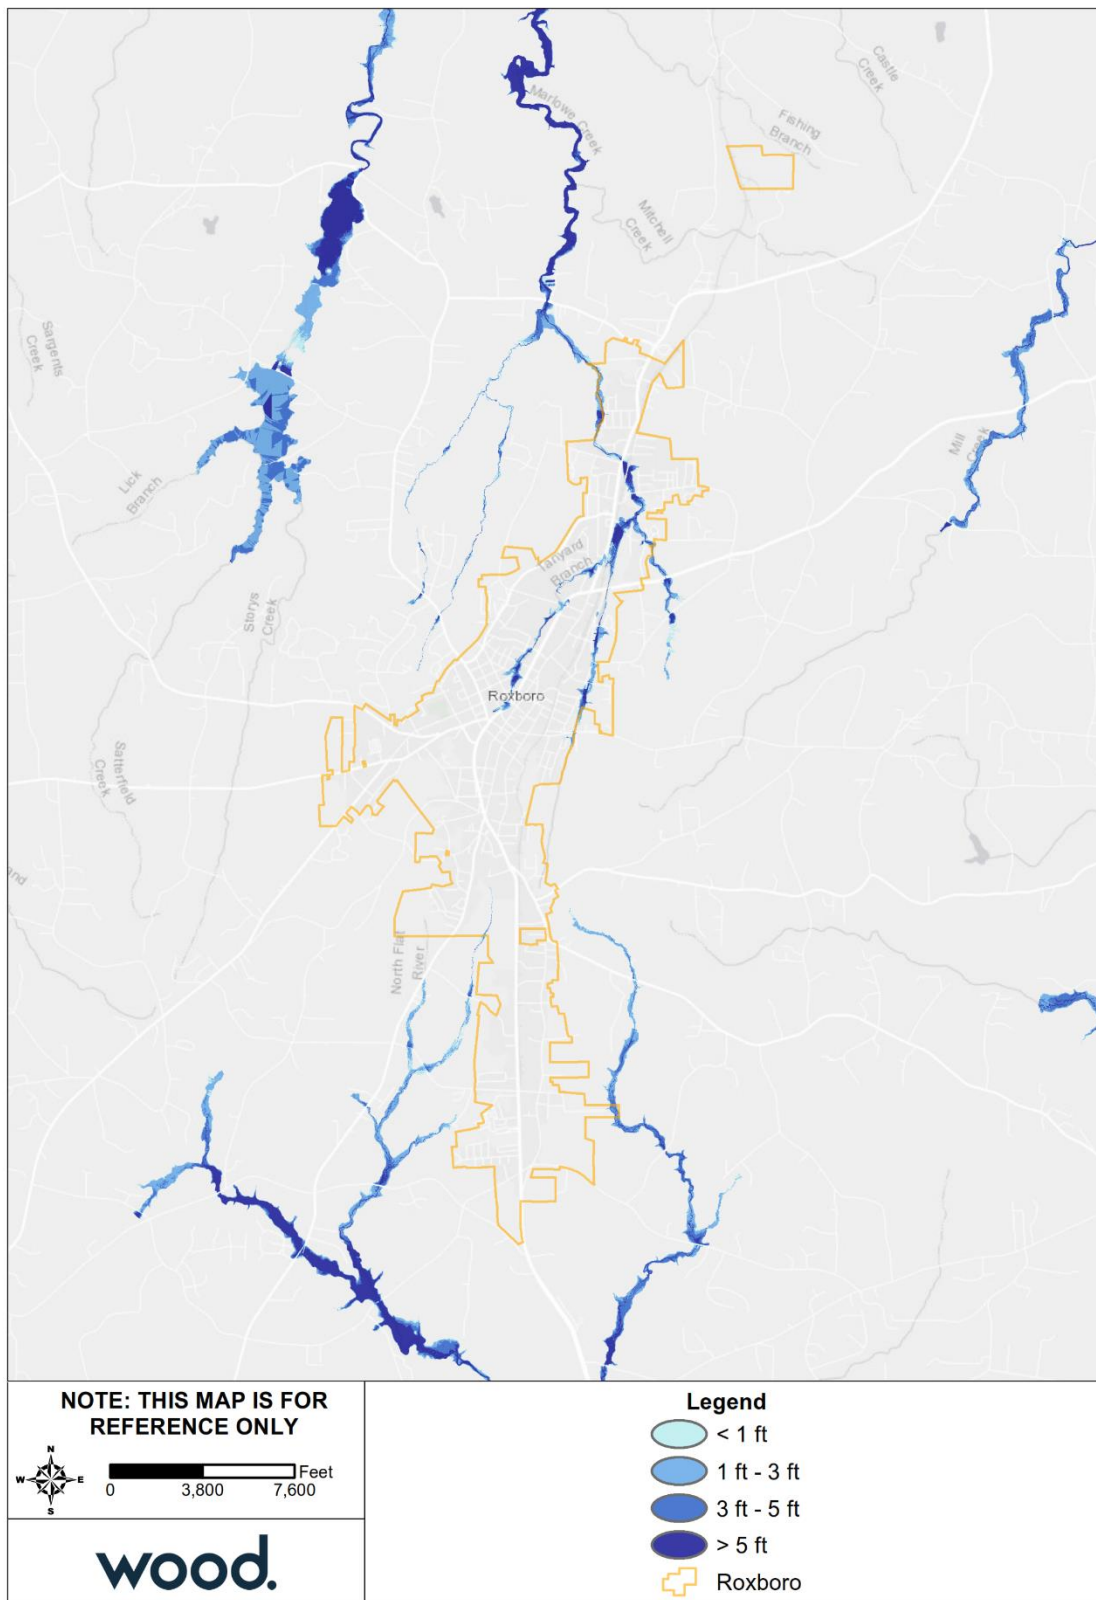 Castle
Creek
Marlowe Creek
Fishing
Branch
Mitchell
Creek
Sargents
Creek
Mill
Creek
Lick
Branch
Tanyard
Branch
Storys
Creek
Roxboro
Satterfield
Creek
and
North Flat
River
NOTE: THIS MAP IS FOR
REFERENCE ONLY
N
W
E
S
Feet
0 3,800 7,600
wood.
Legend
< 1 ft
1 ft - 3 ft
3 ft - 5 ft
> 5 ft
Roxboro